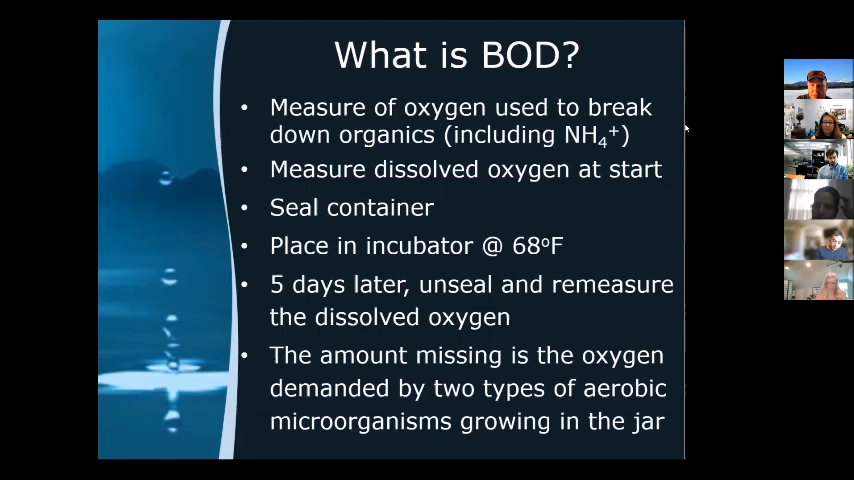 What is BOD?
• Measure of oxygen used to break
down organics (including NH₄⁺)
• Measure dissolved oxygen at start
• Seal container
• Place in incubator @ 68ºF
• 5 days later, unseal and remeasure
the dissolved oxygen
• The amount missing is the oxygen
demanded by two types of aerobic
microorganisms growing in the jar